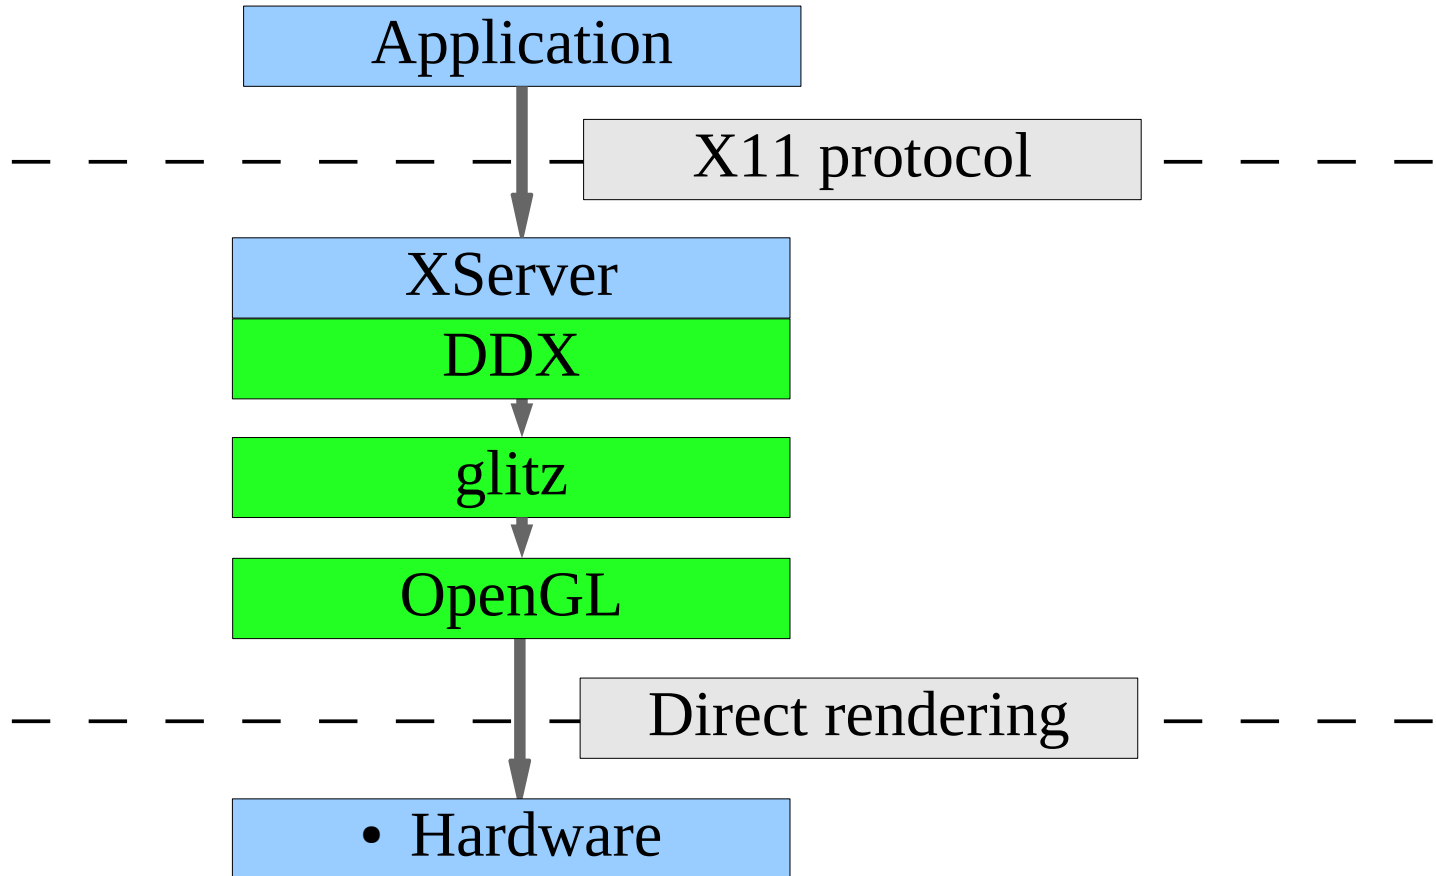 Application
X11 protocol
XServer
DDX
glitz
OpenGL
Direct rendering
• Hardware